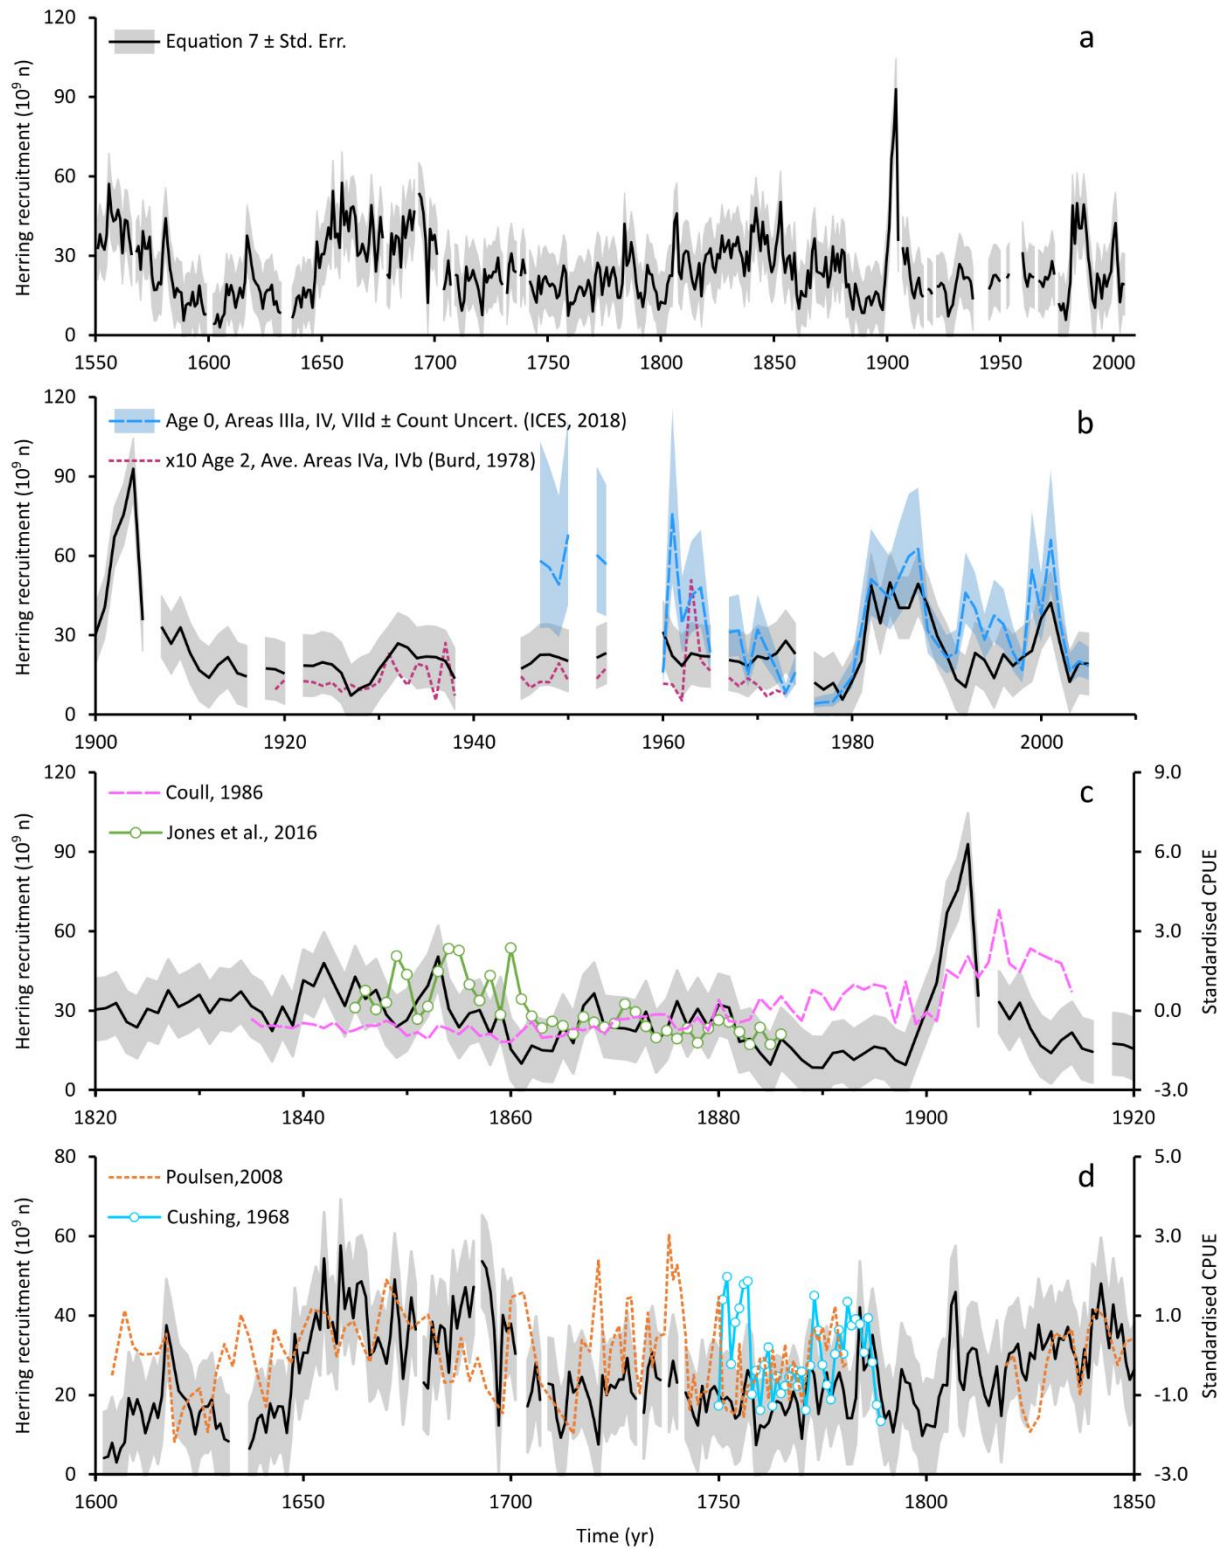 120
90
60
30
0
Herring recruitment (10⁹ n)
Equation 7 ± Std. Err.
a
1550 1600 1650 1700 1750 1800 1850 1900 1950 2000
120
90
60
30
0
Herring recruitment (10⁹ n)
Age 0, Areas IIIa, IV, VIId ± Count Uncert. (ICES, 2018)
x10 Age 2, Ave. Areas IVa, IVb (Burd, 1978)
b
1900 1920 1940 1960 1980 2000
120
90
60
30
0
Herring recruitment (10⁹ n)
Coull, 1986
Jones et al., 2016
c
9.0
6.0
3.0
0.0
-3.0
Standardised CPUE
1820 1840 1860 1880 1900 1920
80
60
40
20
0
Herring recruitment (10⁹ n)
Poulsen,2008
Cushing, 1968
d
5.0
3.0
1.0
-1.0
-3.0
Standardised CPUE
1600 1650 1700 1750 1800 1850
Time (yr)